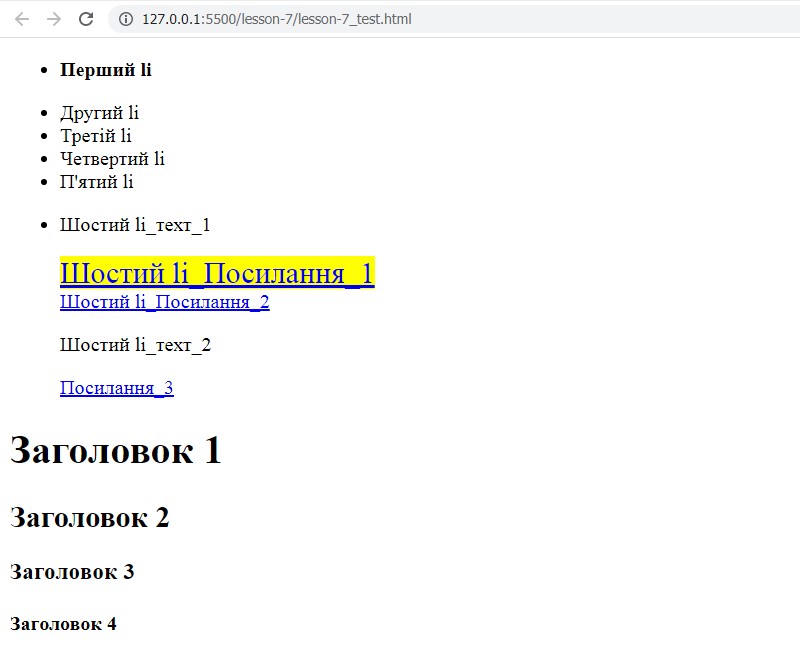 127.0.0.1:5500/lesson-7/lesson-7_test.html
Перший li
Другий li
Третій li
Четвертий li
П'ятий li
Шостий li_текст_1
Шостий li_Посилання_1
Шостий li_Посилання_2
Шостий li_текст_2
Посилання_3
Заголовок 1
Заголовок 2
Заголовок 3
Заголовок 4